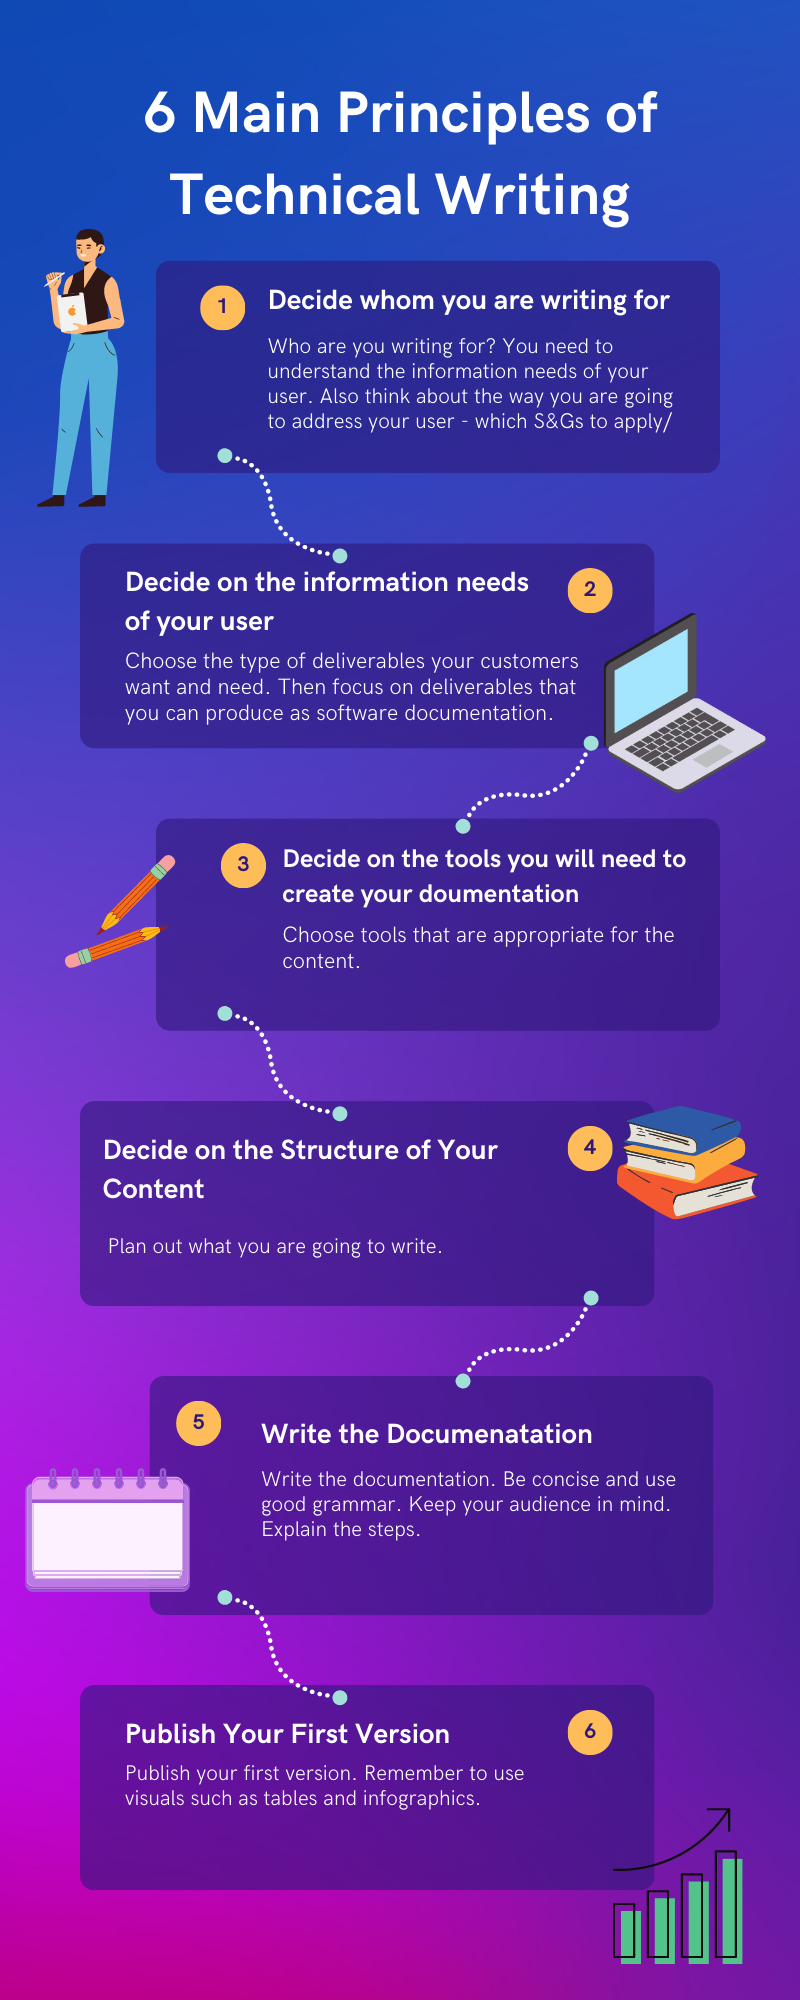 6 Main Principles of
Technical Writing
1
Decide whom you are writing for
Who are you writing for? You need to
understand the information needs of your
user. Also think about the way you are going
to address your user - which S&Gs to apply/
Decide on the information needs
of your user
2
Choose the type of deliverables your customers
want and need. Then focus on deliverables that
you can produce as software documentation.
3
Decide on the tools you will need to
create your doumentation
Choose tools that are appropriate for the
content.
Decide on the Structure of Your
Content
4
Plan out what you are going to write.
5
Write the Documenatation
Write the documentation. Be concise and use
good grammar. Keep your audience in mind.
Explain the steps.
Publish Your First Version
6
Publish your first version. Remember to use
visuals such as tables and infographics.